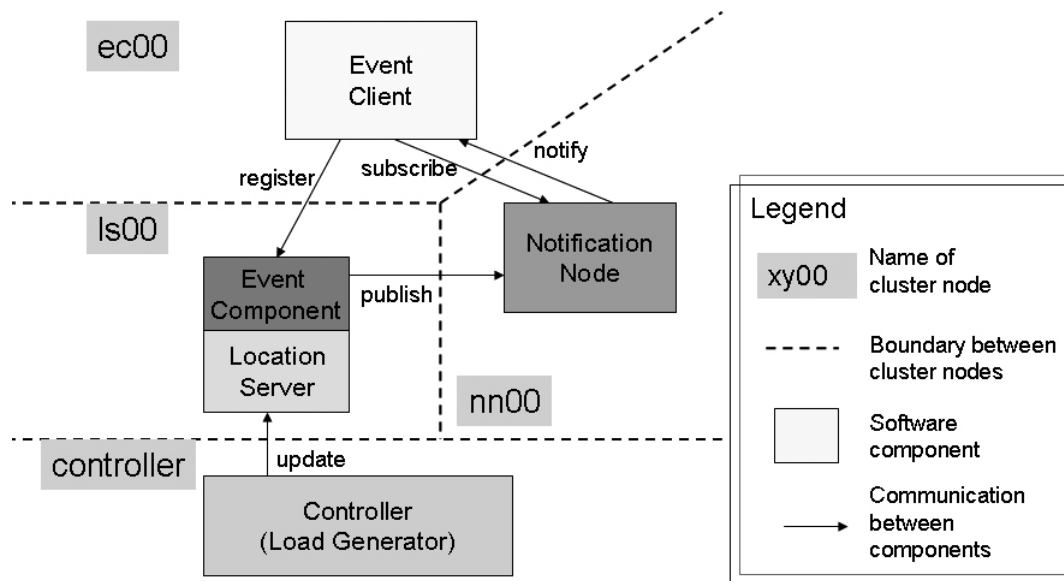 ec00
Event
Client
register
subscribe
notify
ls00
Event
Component
publish
Notification
Node
Location
Server
nn00
controller
update
Controller
(Load Generator)
Legend
xy00
Name of
cluster node
Boundary between
cluster nodes
Software
component
Communication
between
components